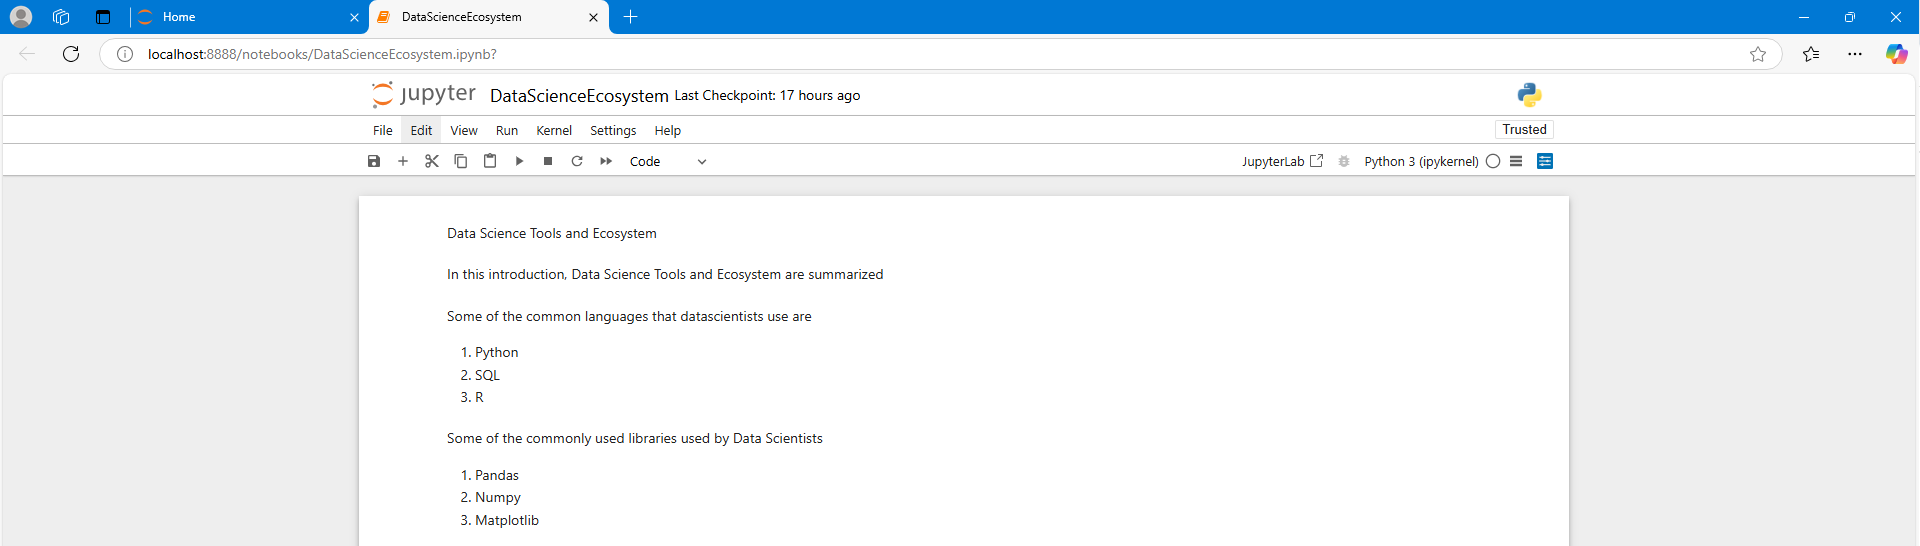 Home
DataScienceEcosystem
localhost:8888/notebooks/DataScienceEcosystem.ipynb?
jupyter DataScienceEcosystem Last Checkpoint: 17 hours ago
File Edit View Run Kernel Settings Help
Trusted
Code
JupyterLab
Python 3 (ipykernel)
Data Science Tools and Ecosystem
In this introduction, Data Science Tools and Ecosystem are summarized
Some of the common languages that datascientists use are
1. Python
2. SQL
3. R
Some of the commonly used libraries used by Data Scientists
1. Pandas
2. Numpy
3. Matplotlib